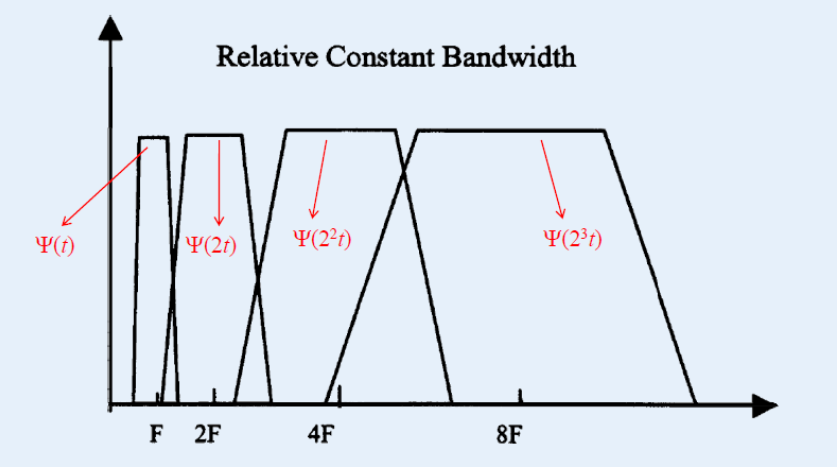 Relative Constant Bandwidth
Ψ(t) Ψ(2t) Ψ(2²t) Ψ(2³t)
F 2F 4F 8F